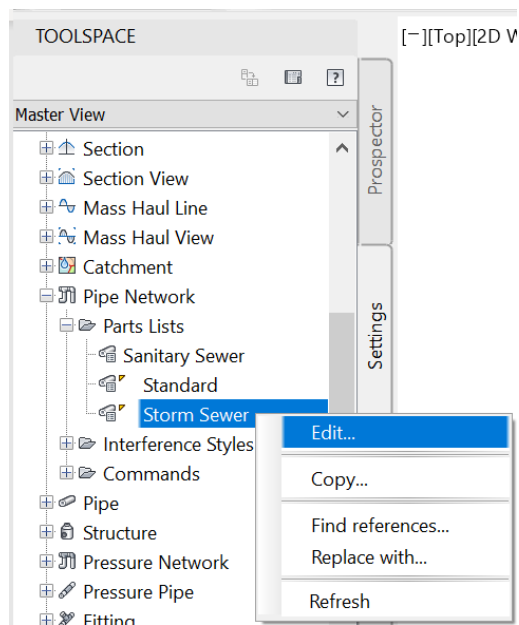 TOOLSPACE
[−][Top][2D W
?
Master View
Section
Section View
Mass Haul Line
Mass Haul View
Catchment
Pipe Network
Parts Lists
Sanitary Sewer
Standard
Storm Sewer
Interference Styles
Commands
Pipe
Structure
Pressure Network
Pressure Pipe
Fitting
Prospector
Settings
Edit...
Copy...
Find references...
Replace with...
Refresh